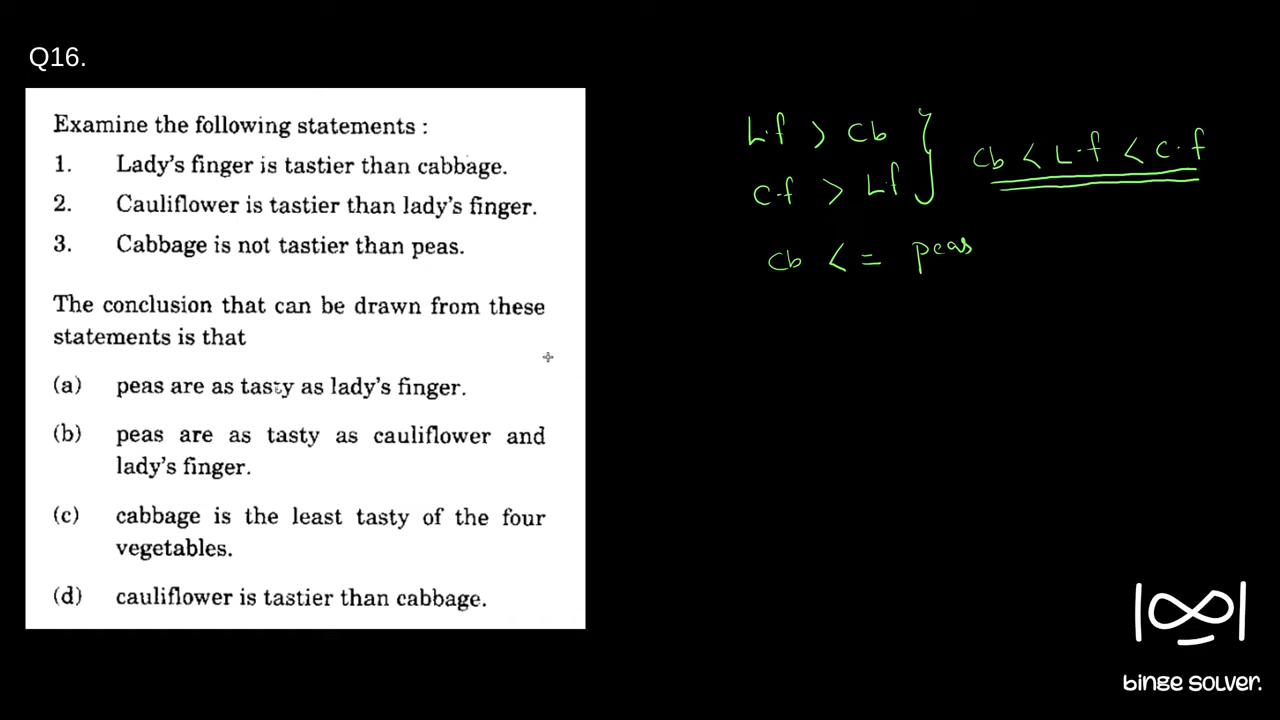 Q16.
Examine the following statements :
1. Lady's finger is tastier than cabbage.
2. Cauliflower is tastier than lady's finger.
3. Cabbage is not tastier than peas.
The conclusion that can be drawn from these
statements is that
(a) peas are as tasty as lady's finger.
(b) peas are as tasty as cauliflower and
lady's finger.
(c) cabbage is the least tasty of the four
vegetables.
(d) cauliflower is tastier than cabbage.
L.f > Cb
C.f > L.f
Cb < L.f < C.f
Cb < = peas
binge solver.